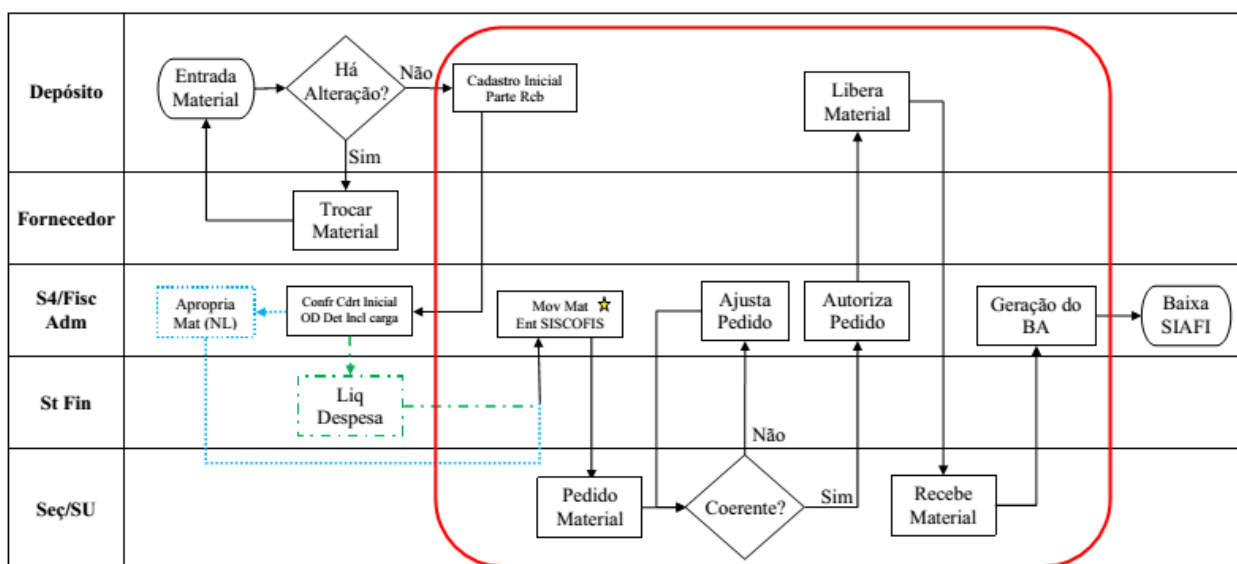 Depósito
Entrada
Material
Há
Alteração?
Não
Cadastro Inicial
Parte Rcb
Libera
Material
Sim
Fornecedor
Trocar
Material
S4/Fisc
Adm
Apropria
Mat (NL)
Confr Cdrt Inicial
OD Det Incl carga
Mov Mat
Ent SISCOFIS
Ajusta
Pedido
Autoriza
Pedido
Geração do
BA
Baixa
SIAFI
St Fin
Liq
Despesa
Não
Seç/SU
Pedido
Material
Coerente?
Sim
Recebe
Material